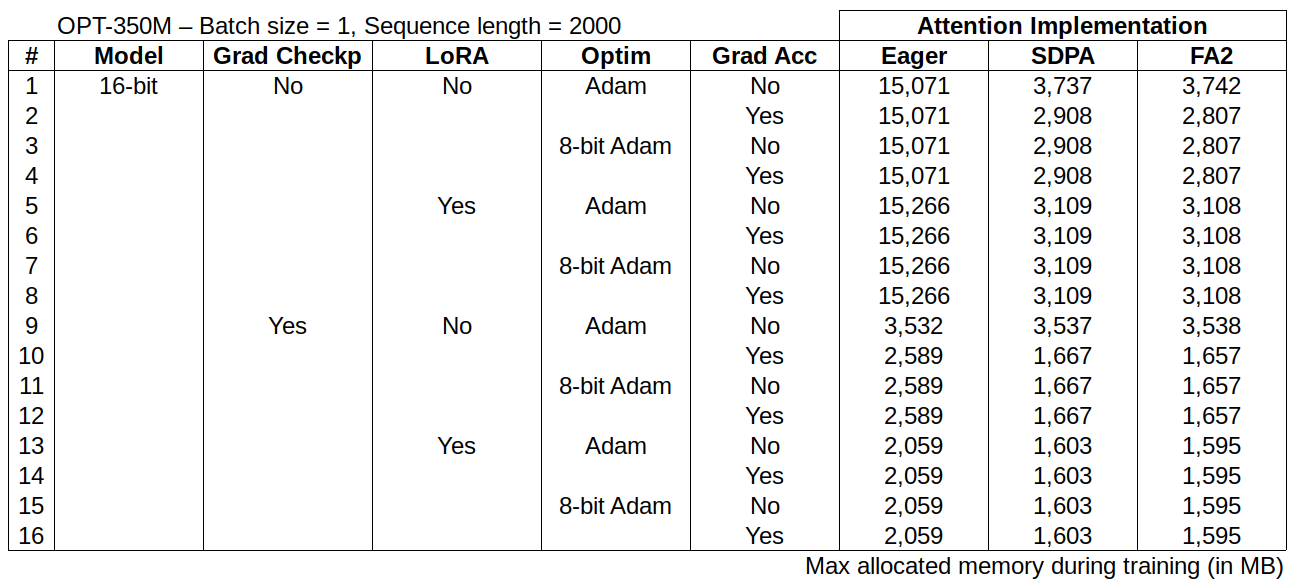 OPT-350M – Batch size = 1, Sequence length = 2000 Attention Implementation
# Model Grad Checkp LoRA Optim Grad Acc Eager SDPA FA2
1 16-bit No No Adam No 15,071 3,737 3,742
2 Yes 15,071 2,908 2,807
3 8-bit Adam No 15,071 2,908 2,807
4 Yes 15,071 2,908 2,807
5 Yes Adam No 15,266 3,109 3,108
6 Yes 15,266 3,109 3,108
7 8-bit Adam No 15,266 3,109 3,108
8 Yes 15,266 3,109 3,108
9 Yes No Adam No 3,532 3,537 3,538
10 Yes 2,589 1,667 1,657
11 8-bit Adam No 2,589 1,667 1,657
12 Yes 2,589 1,667 1,657
13 Yes Adam No 2,059 1,603 1,595
14 Yes 2,059 1,603 1,595
15 8-bit Adam No 2,059 1,603 1,595
16 Yes 2,059 1,603 1,595
Max allocated memory during training (in MB)